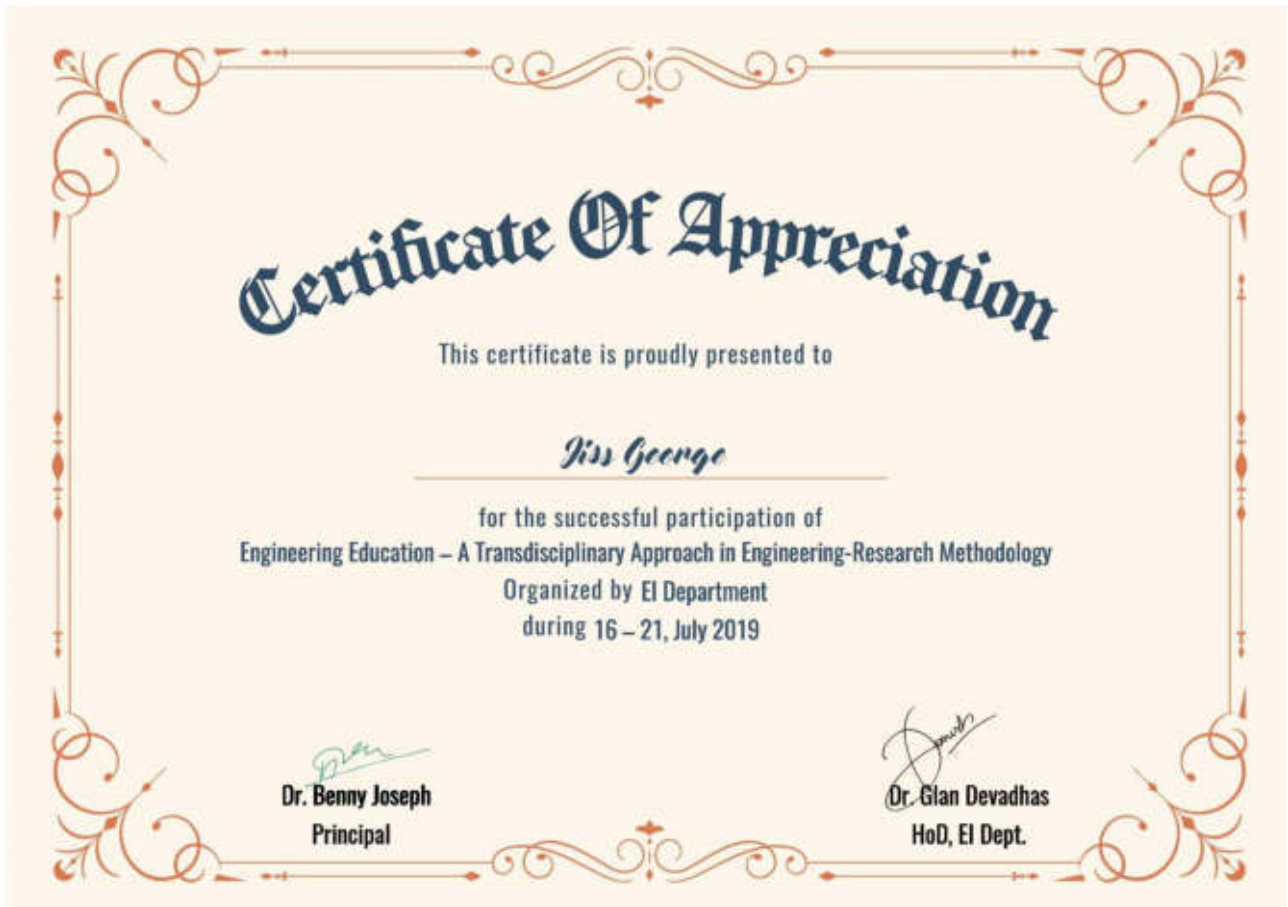 Certificate Of Appreciation
This certificate is proudly presented to
Jiss George
for the successful participation of
Engineering Education – A Transdisciplinary Approach in Engineering-Research Methodology
Organized by EI Department
during 16 – 21, July 2019
Dr. Benny Joseph
Principal
Dr. Glan Devadhas
HoD, EI Dept.